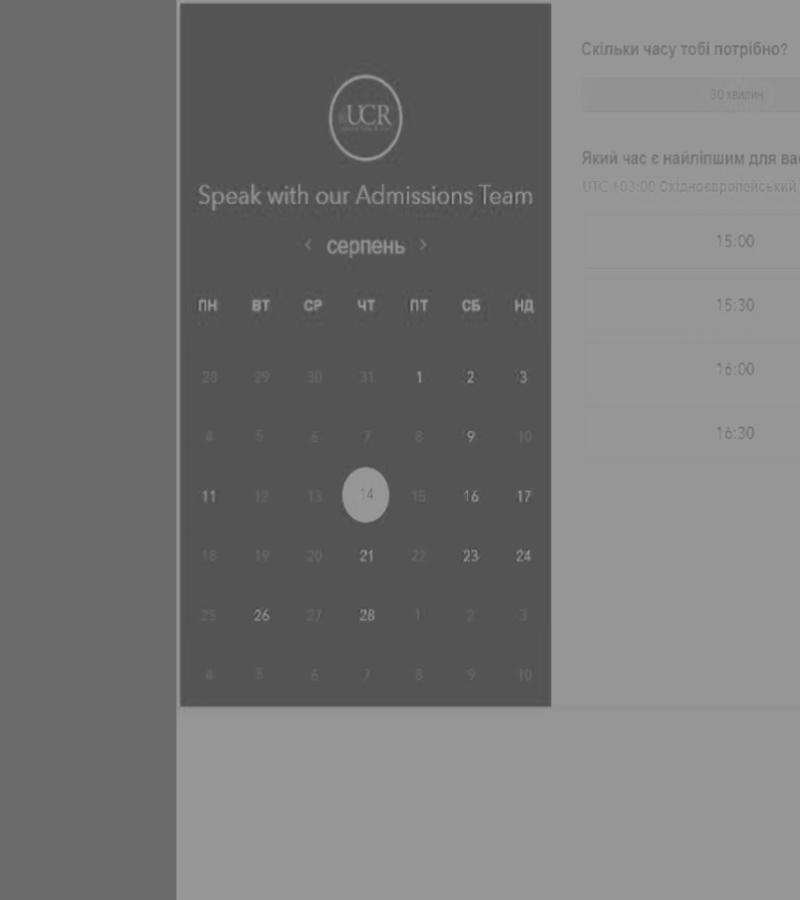 UCR
Speak with our Admissions Team
‹ серпень ›
ПН ВТ СР ЧТ ПТ СБ НД
28 29 30 31 1 2 3
4 5 6 7 8 9 10
11 12 13 14 15 16 17
18 19 20 21 22 23 24
25 26 27 28 1 2 3
4 5 6 7 8 9 10
Скільки часу тобі потрібно?
30 хвилин
Який час є найліпшим для вас
UTC +03:00 Східноєвропейський
15:00
15:30
16:00
16:30